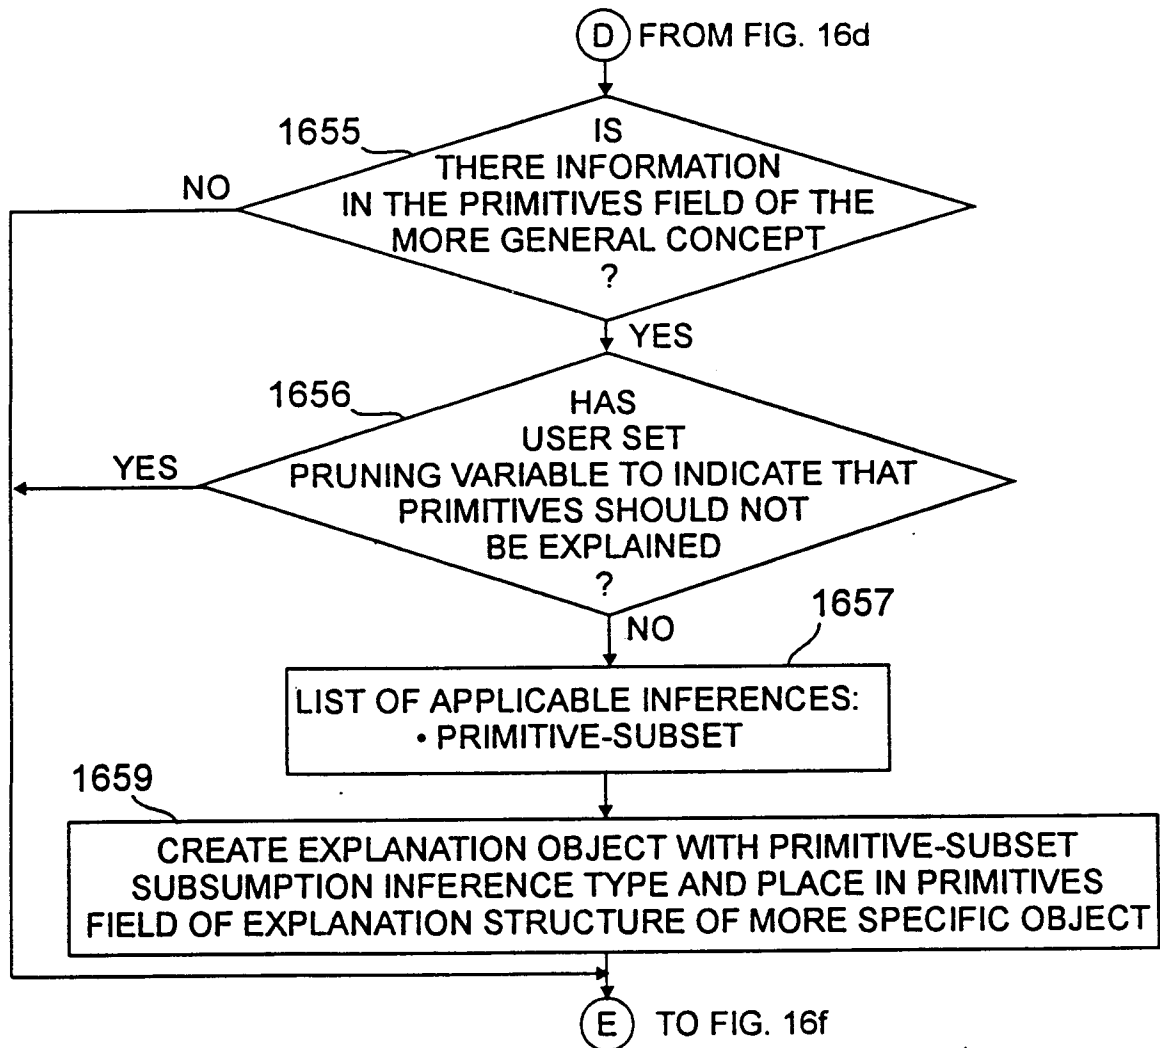 D FROM FIG. 16d
1655
IS
THERE INFORMATION
IN THE PRIMITIVES FIELD OF THE
MORE GENERAL CONCEPT
?
NO
YES
1656
HAS
USER SET
PRUNING VARIABLE TO INDICATE THAT
PRIMITIVES SHOULD NOT
BE EXPLAINED
?
YES
NO
1657
LIST OF APPLICABLE INFERENCES:
• PRIMITIVE-SUBSET
1659
CREATE EXPLANATION OBJECT WITH PRIMITIVE-SUBSET
SUBSUMPTION INFERENCE TYPE AND PLACE IN PRIMITIVES
FIELD OF EXPLANATION STRUCTURE OF MORE SPECIFIC OBJECT
E TO FIG. 16f